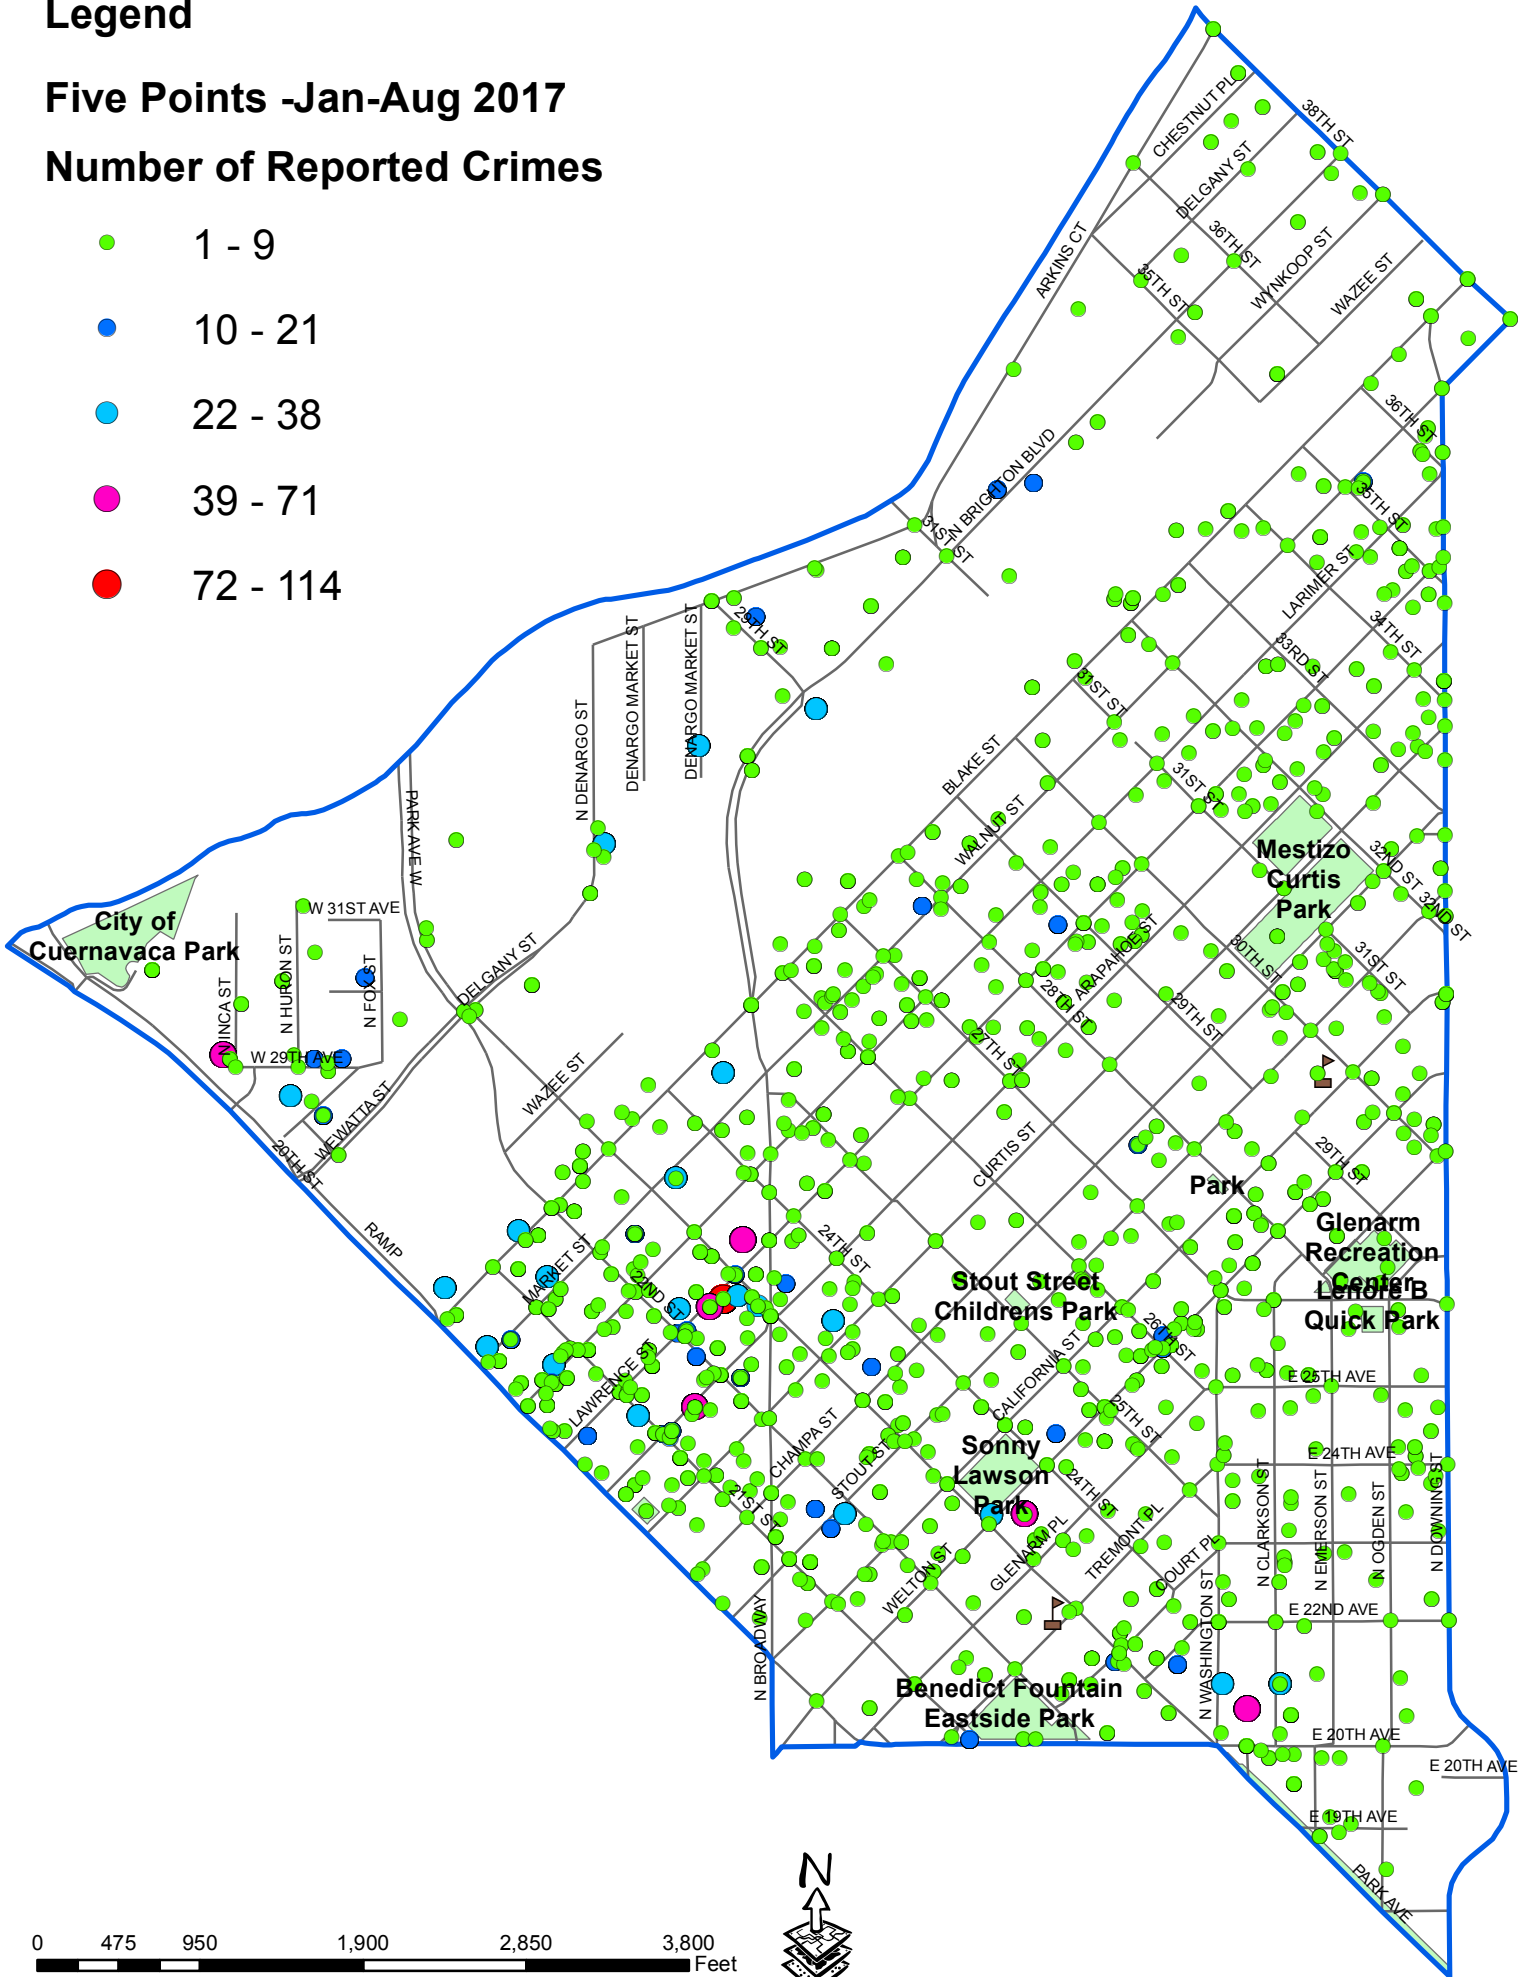 Legend
Five Points -Jan-Aug 2017
Number of Reported Crimes
1 - 9
10 - 21
22 - 38
39 - 71
72 - 114
CHESTNUT PL
38TH ST
DELGANY ST
36TH ST
ARKINS CT
35TH ST
WYNKOOP ST
WAZEE ST
36TH ST
N BRIGHTON BLVD
31ST ST
35TH ST
LARIMER ST
34TH ST
33RD ST
29TH ST
DENARGO MARKET ST
DENARGO MARKET ST
N DENARGO ST
31ST ST
BLAKE ST
31ST ST
WALNUT ST
PARK AVE W
Mestizo
Curtis
Park
32ND ST
32ND ST
W 31ST AVE
City of
Cuernavaca Park
N INCA ST
N HURON ST
N FOX ST
DELGANY ST
30TH ST
31ST ST
ARAPAHOE ST
28TH ST
29TH ST
27TH ST
W 29TH AVE
WEWATTA ST
20TH ST
WAZEE ST
CURTIS ST
29TH ST
Park
RAMP
MARKET ST
24TH ST
22ND ST
Glenarm
Recreation
Center
Lenore B
Quick Park
Stout Street
Childrens Park
26TH ST
CALIFORNIA ST
LAWRENCE ST
E 25TH AVE
25TH ST
CHAMPA ST
STOUT ST
Sonny
Lawson
Park
24TH ST
E 24TH AVE
21ST ST
N CLARKSON ST
N EMERSON ST
N OGDEN ST
N DOWNING ST
WELTON ST
GLENARM PL
TREMONT PL
COURT PL
N WASHINGTON ST
E 22ND AVE
N BROADWAY
Benedict Fountain
Eastside Park
E 20TH AVE
E 20TH AVE
E 19TH AVE
PARK AVE
N
0 475 950 1,900 2,850 3,800
Feet